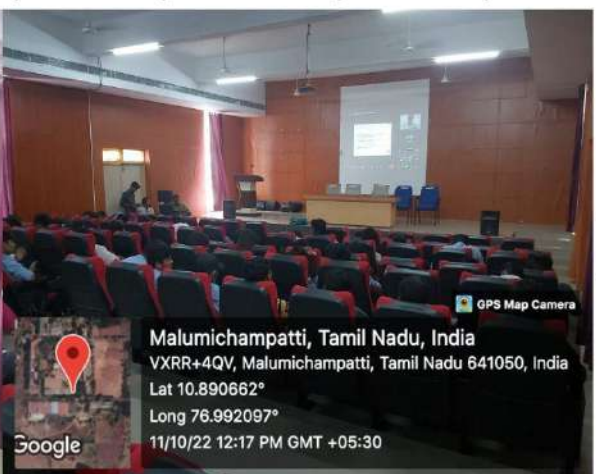 GPS Map Camera
Malumichampatti, Tamil Nadu, India
VXRR+4QV, Malumichampatti, Tamil Nadu 641050, India
Lat 10.890662°
Long 76.992097°
11/10/22 12:17 PM GMT +05:30
Google